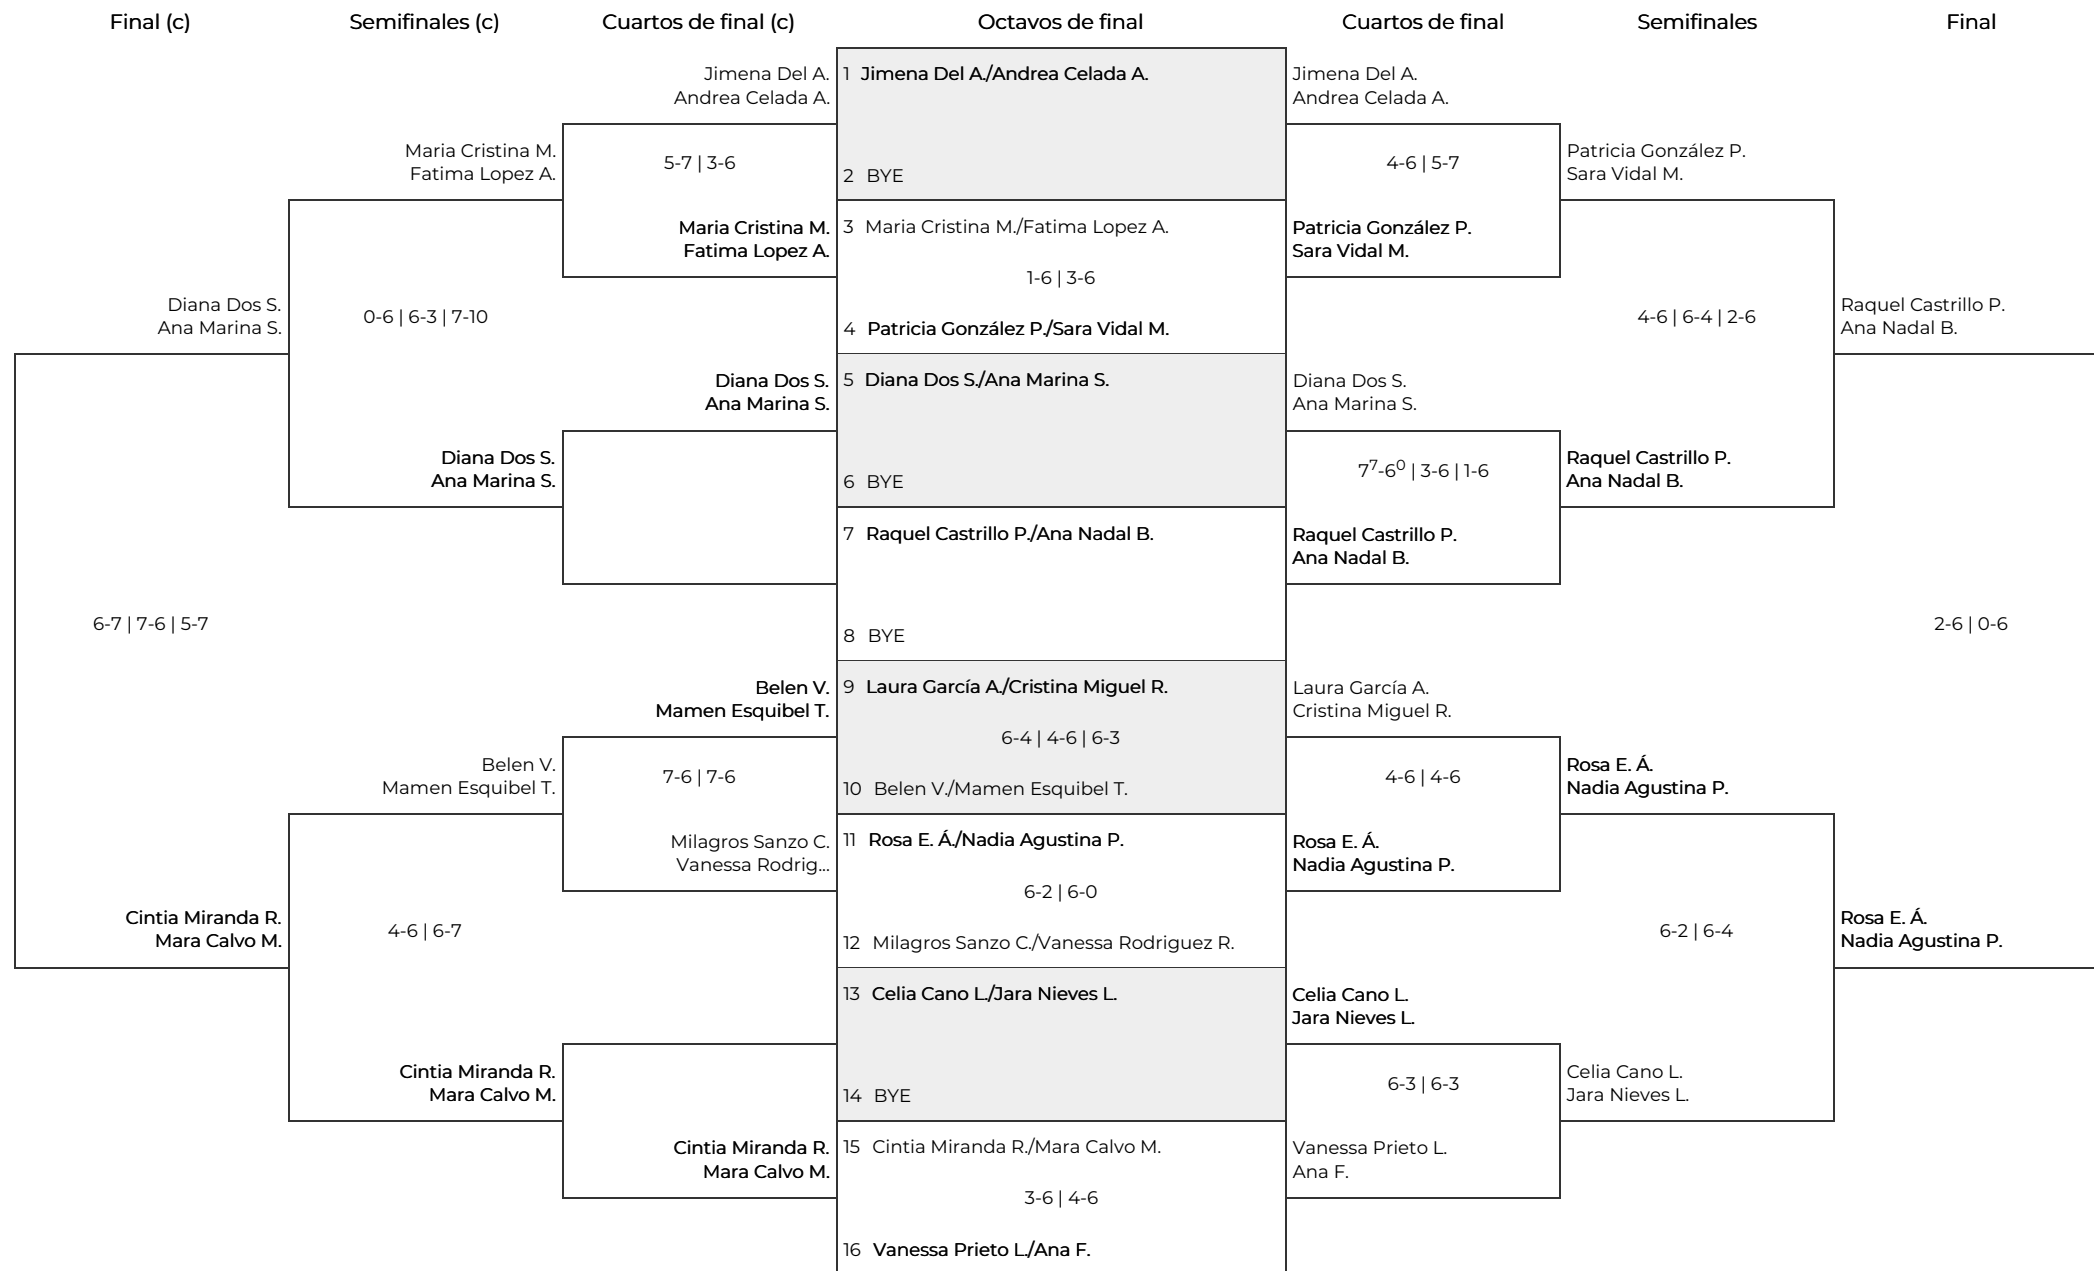 Final (c)
Semifinales (c)
Cuartos de final (c)
Octavos de final
Cuartos de final
Semifinales
Final
Diana Dos S.
Ana Marina S.
6-7 | 7-6 | 5-7
Cintia Miranda R.
Mara Calvo M.
Maria Cristina M.
Fatima Lopez A.
0-6 | 6-3 | 7-10
Diana Dos S.
Ana Marina S.
Belen V.
Mamen Esquibel T.
4-6 | 6-7
Cintia Miranda R.
Mara Calvo M.
Jimena Del A.
Andrea Celada A.
5-7 | 3-6
Maria Cristina M.
Fatima Lopez A.
Diana Dos S.
Ana Marina S.
Belen V.
Mamen Esquibel T.
7-6 | 7-6
Milagros Sanzo C.
Vanessa Rodrig...
Cintia Miranda R.
Mara Calvo M.
1 Jimena Del A./Andrea Celada A.
2 BYE
3 Maria Cristina M./Fatima Lopez A.
1-6 | 3-6
4 Patricia González P./Sara Vidal M.
5 Diana Dos S./Ana Marina S.
6 BYE
7 Raquel Castrillo P./Ana Nadal B.
8 BYE
9 Laura García A./Cristina Miguel R.
6-4 | 4-6 | 6-3
10 Belen V./Mamen Esquibel T.
11 Rosa E. Á./Nadia Agustina P.
6-2 | 6-0
12 Milagros Sanzo C./Vanessa Rodriguez R.
13 Celia Cano L./Jara Nieves L.
14 BYE
15 Cintia Miranda R./Mara Calvo M.
3-6 | 4-6
16 Vanessa Prieto L./Ana F.
Jimena Del A.
Andrea Celada A.
4-6 | 5-7
Patricia González P.
Sara Vidal M.
Diana Dos S.
Ana Marina S.
7⁷-6⁰ | 3-6 | 1-6
Raquel Castrillo P.
Ana Nadal B.
Laura García A.
Cristina Miguel R.
4-6 | 4-6
Rosa E. Á.
Nadia Agustina P.
Celia Cano L.
Jara Nieves L.
6-3 | 6-3
Vanessa Prieto L.
Ana F.
Patricia González P.
Sara Vidal M.
4-6 | 6-4 | 2-6
Raquel Castrillo P.
Ana Nadal B.
Rosa E. Á.
Nadia Agustina P.
6-2 | 6-4
Celia Cano L.
Jara Nieves L.
Raquel Castrillo P.
Ana Nadal B.
2-6 | 0-6
Rosa E. Á.
Nadia Agustina P.